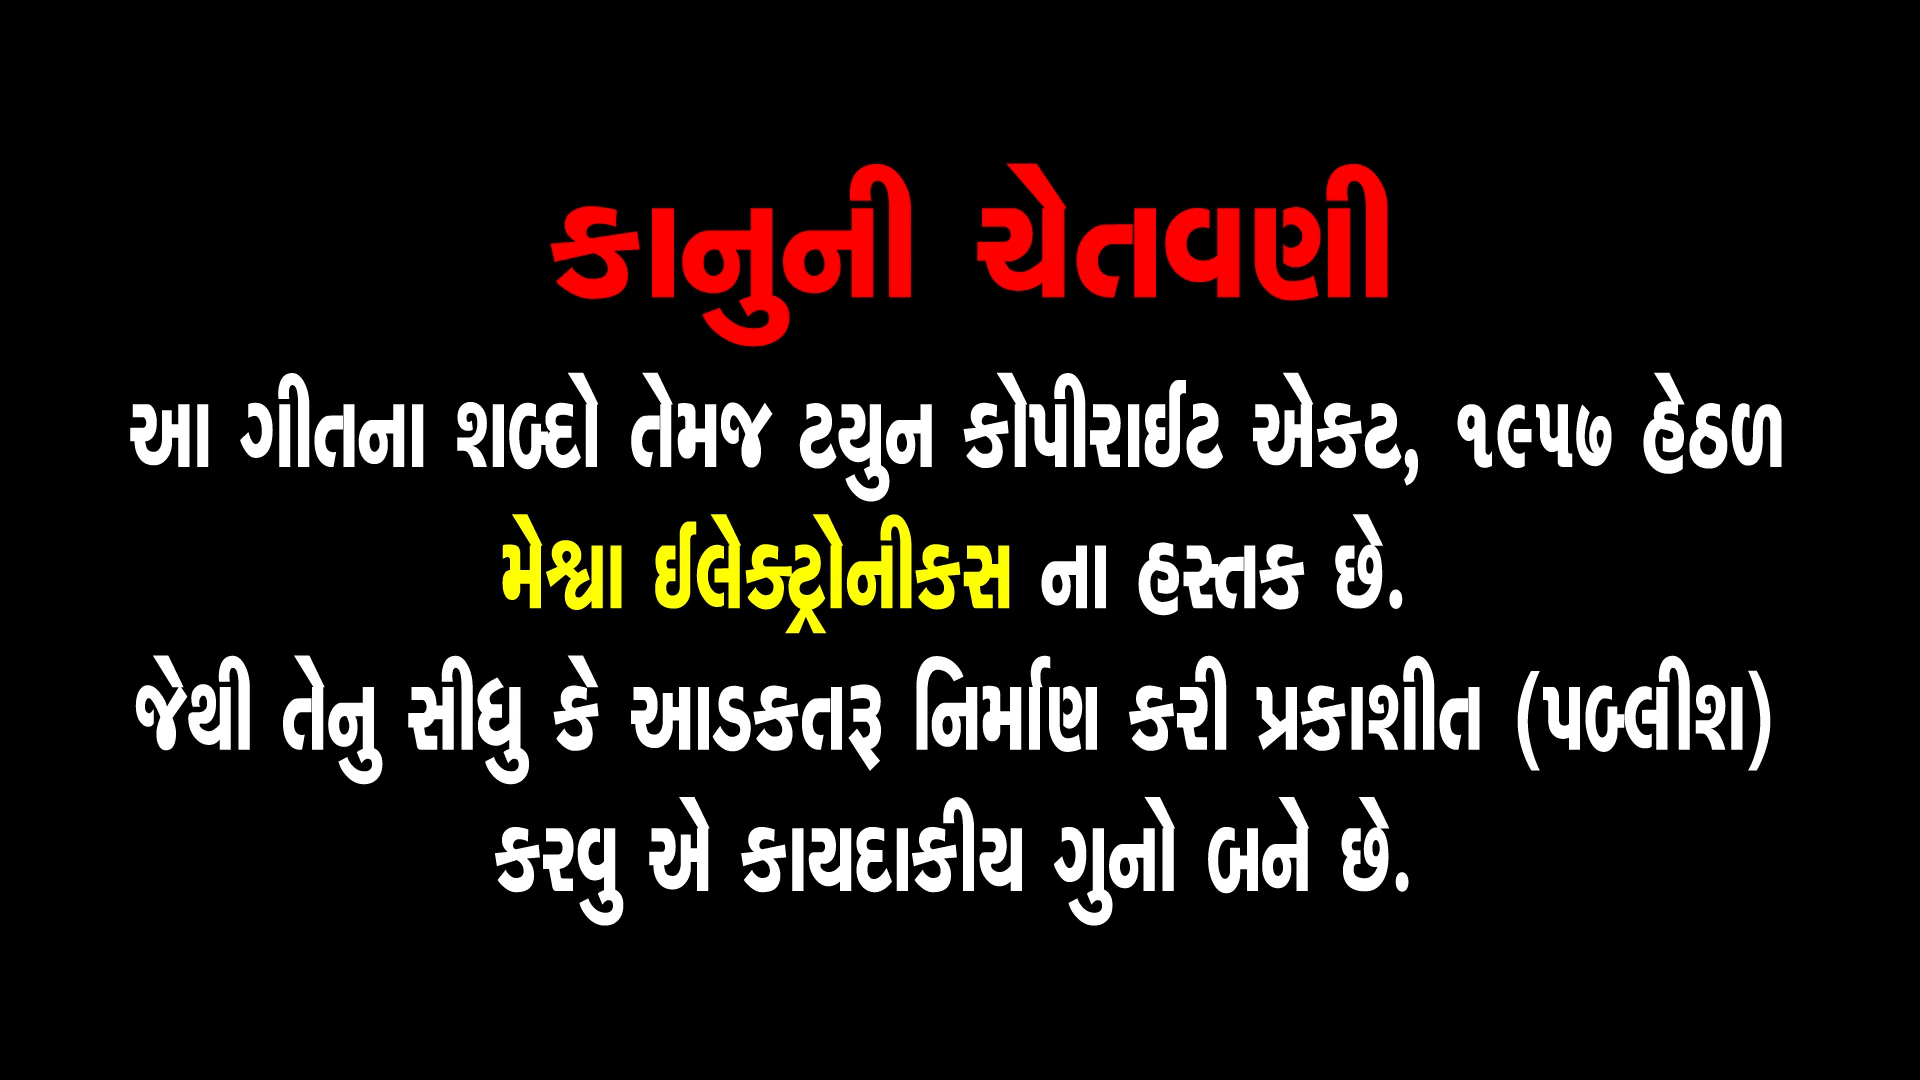 કાનુની ચેતવણી
આ ગીતના શબ્દો તેમજ ટયુન કોપીરાઈટ એકટ, ૧૯૫૭ હેઠળ
મેશ્વા ઈલેક્ટ્રોનીકસ ના હસ્તક છે.
જેથી તેનુ સીધુ કે આડકતરૂ નિર્માણ કરી પ્રકાશીત (પબ્લીશ)
કરવુ એ કાયદાકીય ગુનો બને છે.